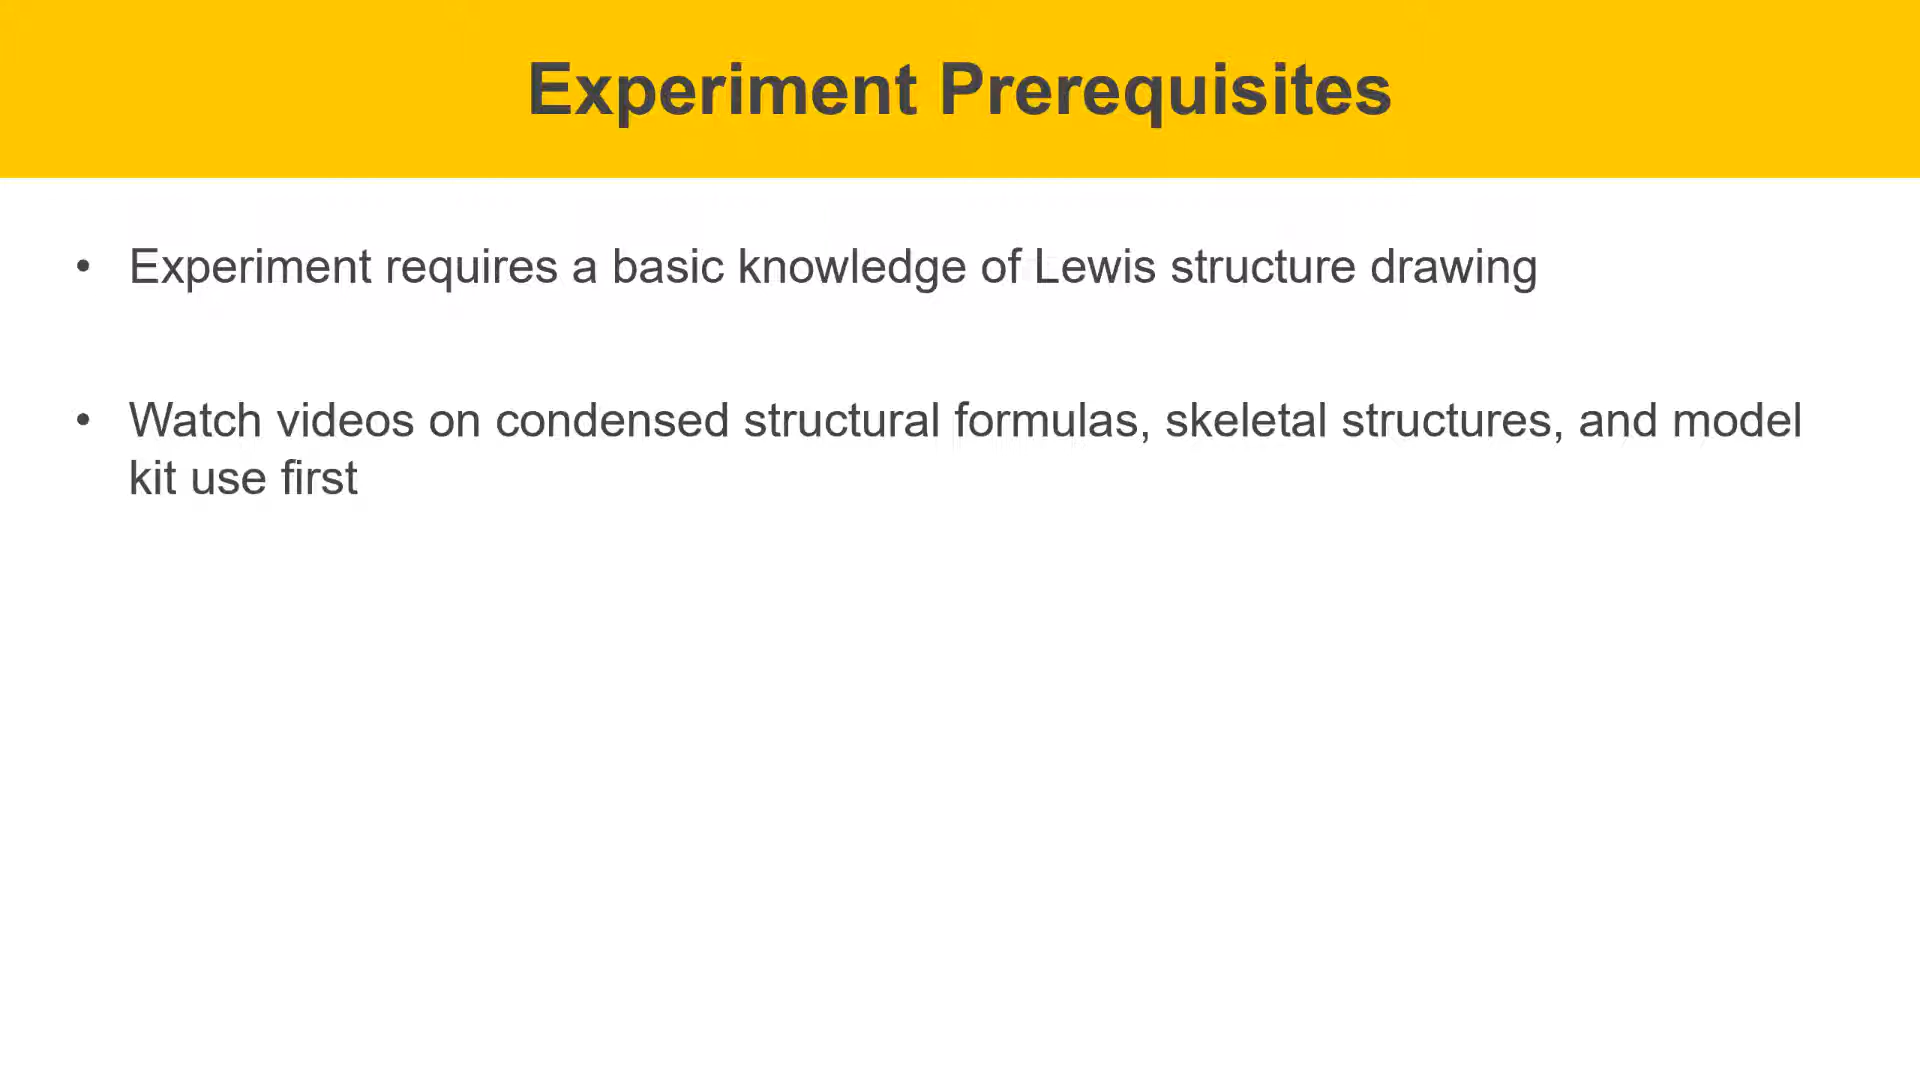 Experiment Prerequisites
• Experiment requires a basic knowledge of Lewis structure drawing
• Watch videos on condensed structural formulas, skeletal structures, and model
kit use first